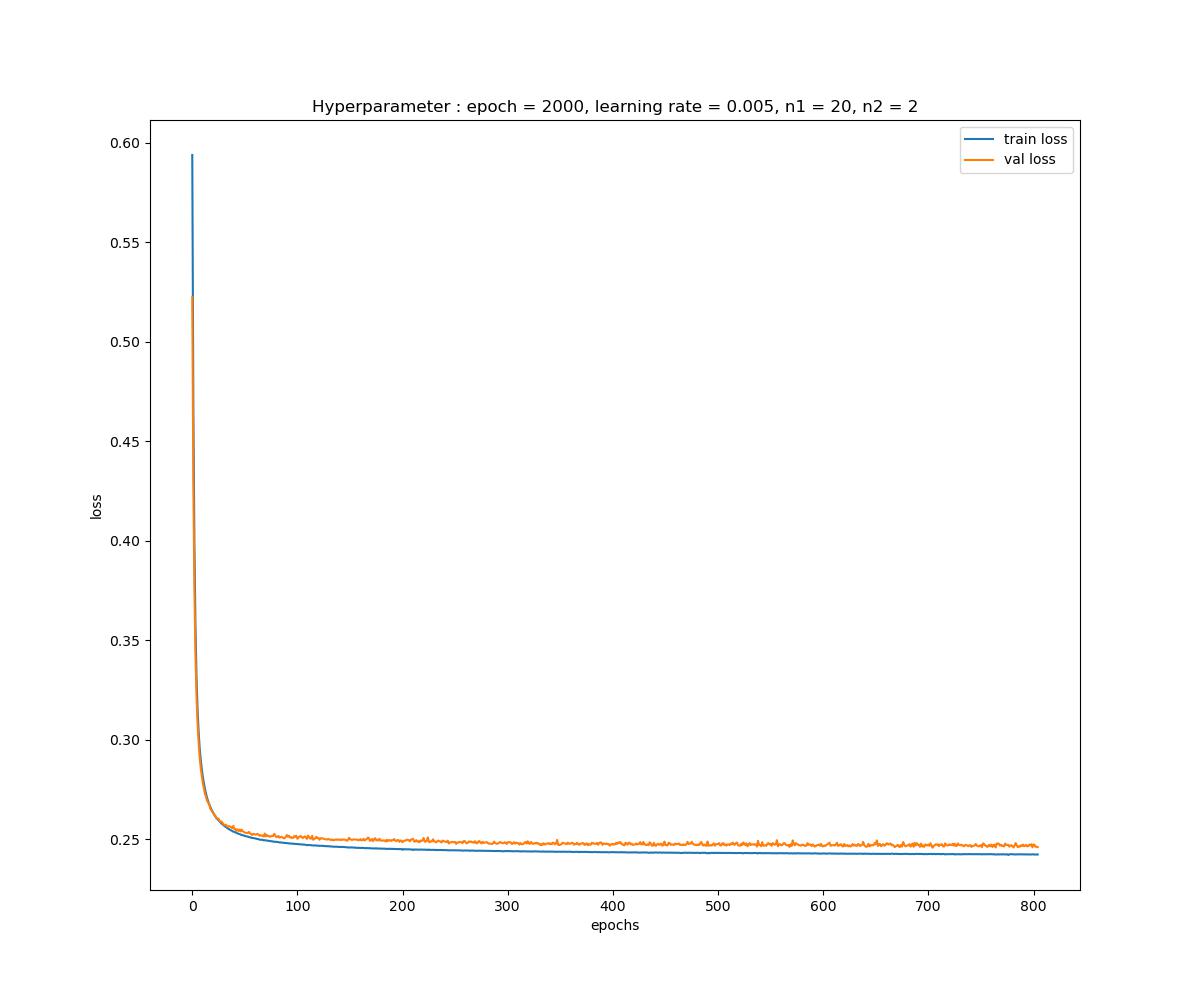 Hyperparameter : epoch = 2000, learning rate = 0.005, n1 = 20, n2 = 2
train loss
val loss
0.60
0.55
0.50
0.45
0.40
0.35
0.30
0.25
loss
0 100 200 300 400 500 600 700 800
epochs